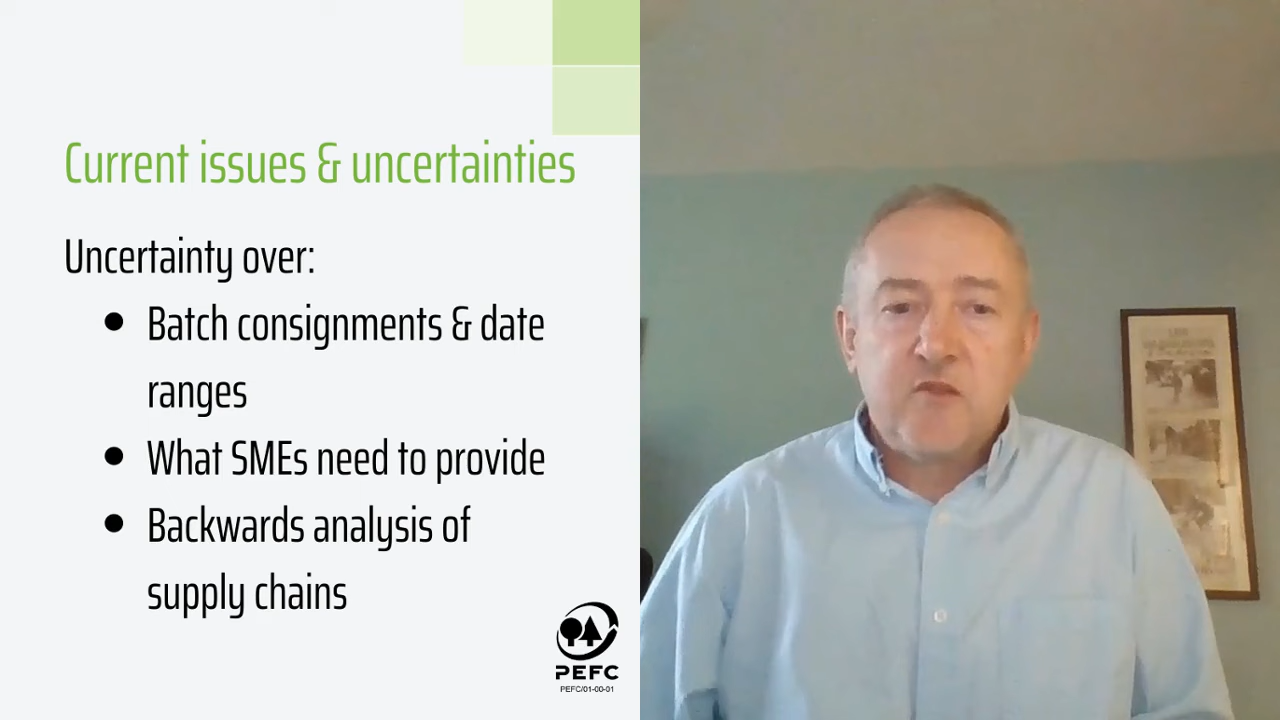 Current issues & uncertainties
Uncertainty over:
Batch consignments & date
ranges
What SMEs need to provide
Backwards analysis of
supply chains
PEFC
PEFC/01-00-01